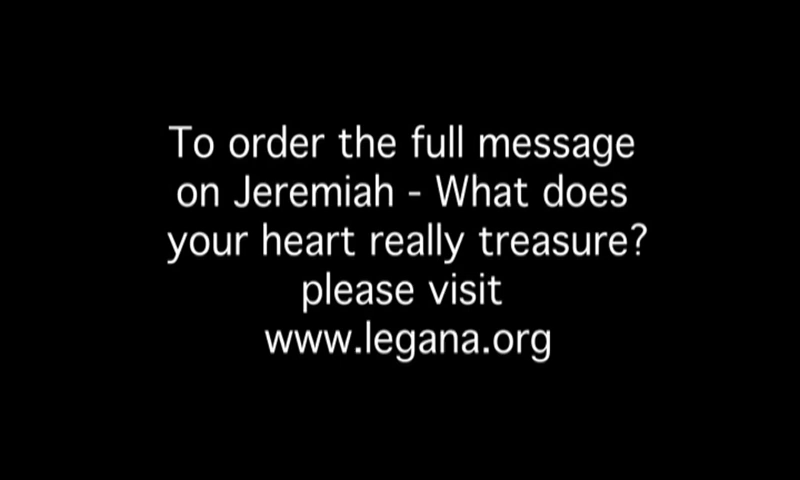 To order the full message
on Jeremiah - What does
your heart really treasure?
please visit
www.legana.org